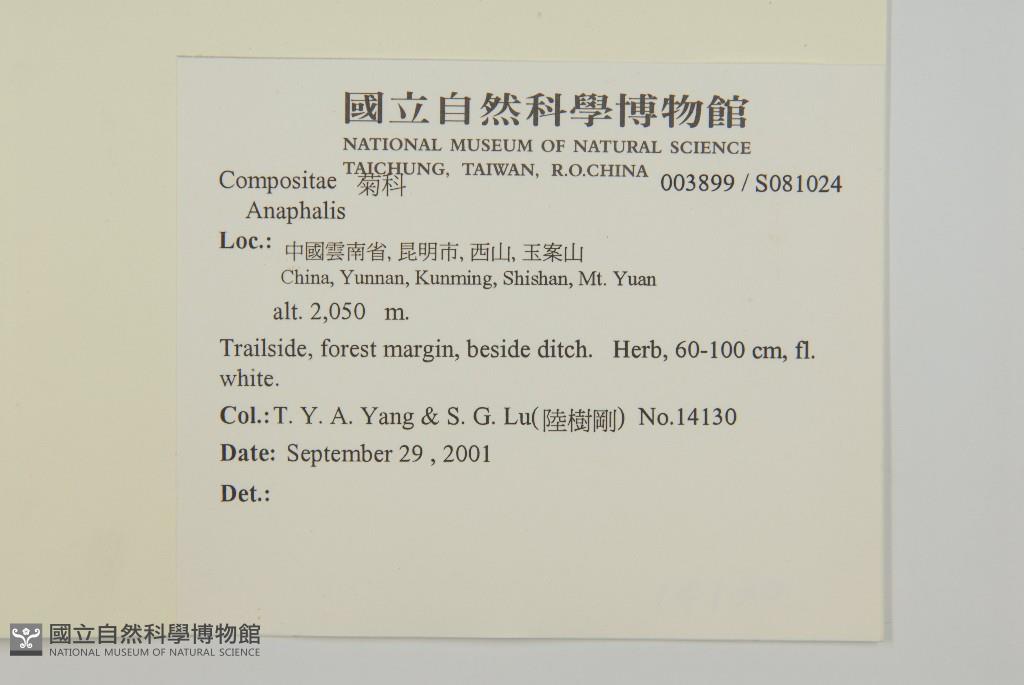 國立自然科學博物館
NATIONAL MUSEUM OF NATURAL SCIENCE
TAICHUNG, TAIWAN, R.O.CHINA
Compositae 菊科 003899 / S081024
Anaphalis
Loc.: 中國雲南省, 昆明市, 西山, 玉案山
China, Yunnan, Kunming, Shishan, Mt. Yuan
alt. 2,050 m.
Trailside, forest margin, beside ditch. Herb, 60-100 cm, fl.
white.
Col.: T. Y. A. Yang & S. G. Lu(陸樹剛) No.14130
Date: September 29 , 2001
Det.:
國立自然科學博物館
NATIONAL MUSEUM OF NATURAL SCIENCE